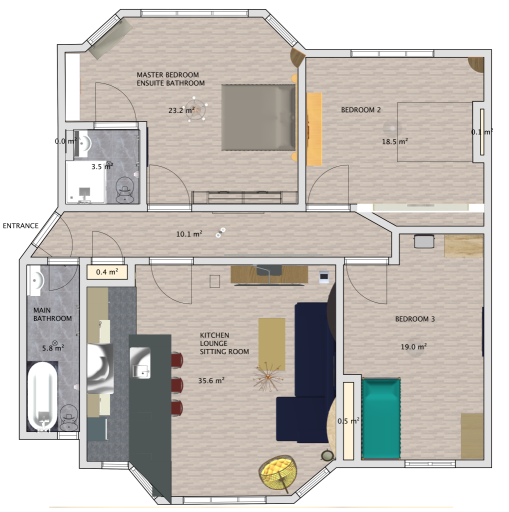 MASTER BEDROOM
ENSUITE BATHROOM
23.2 m²
BEDROOM 2
18.5 m²
0.1 m²
0.0 m²
3.5 m²
ENTRANCE
10.1 m²
0.4 m²
MAIN
BATHROOM
5.8 m²
KITCHEN
LOUNGE
SITTING ROOM
35.6 m²
BEDROOM 3
19.0 m²
0.5 m²